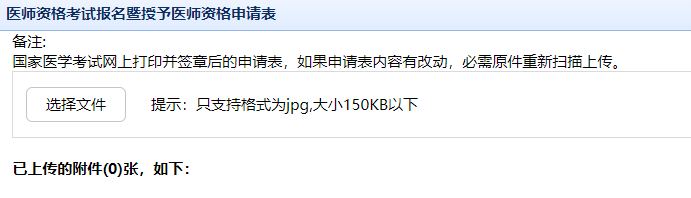 医师资格考试报名暨授予医师资格申请表
备注:
国家医学考试网上打印并签章后的申请表，如果申请表内容有改动，必需原件重新扫描上传。
选择文件 提示：只支持格式为jpg,大小150KB以下
已上传的附件(0)张，如下：